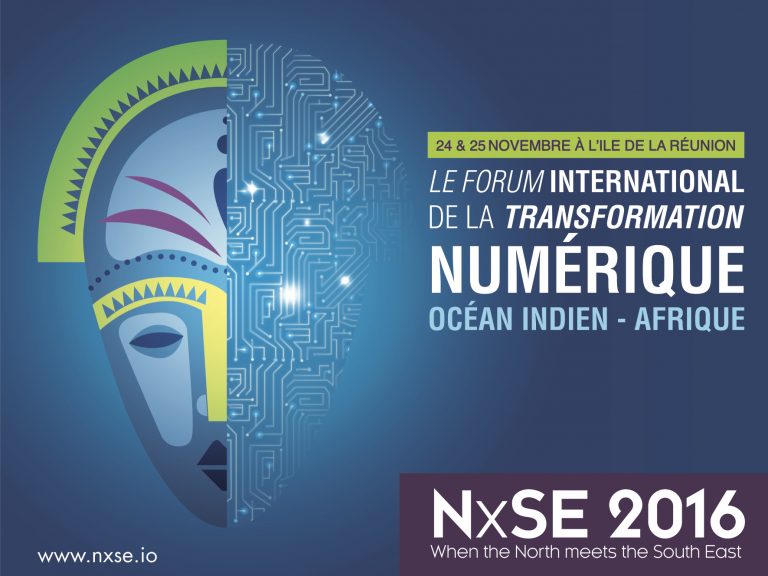 24 & 25 NOVEMBRE À L'ILE DE LA RÉUNION
LE FORUM INTERNATIONAL
DE LA TRANSFORMATION
NUMÉRIQUE
OCÉAN INDIEN - AFRIQUE
NxSE 2016
When the North meets the South East
www.nxse.io